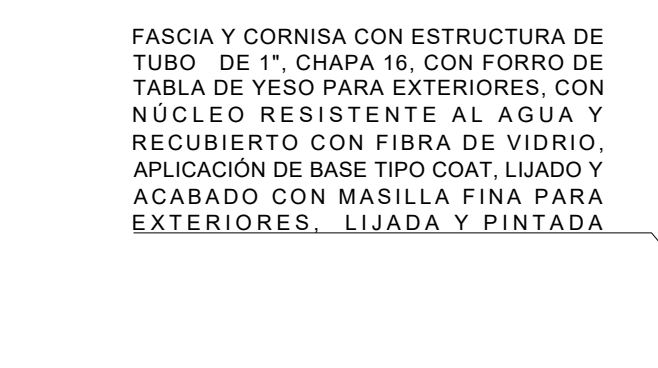 FASCIA Y CORNISA CON ESTRUCTURA DE
TUBO DE 1", CHAPA 16, CON FORRO DE
TABLA DE YESO PARA EXTERIORES, CON
NÚCLEO RESISTENTE AL AGUA Y
RECUBIERTO CON FIBRA DE VIDRIO,
APLICACIÓN DE BASE TIPO COAT, LIJADO Y
ACABADO CON MASILLA FINA PARA
EXTERIORES, LIJADA Y PINTADA